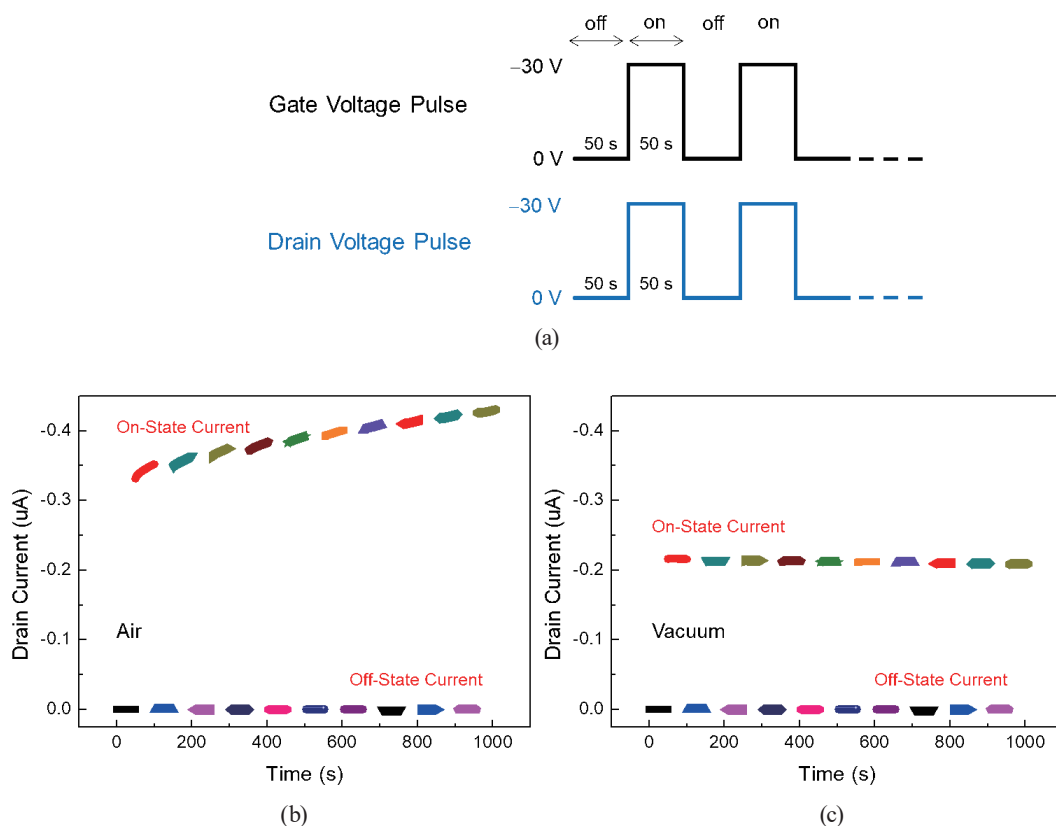 off on off on
−30 V
Gate Voltage Pulse
50 s 50 s
0 V
−30 V
Drain Voltage Pulse
50 s 50 s
0 V
(a)
-0.4
On-State Current
-0.3
-0.2
Air
-0.1
Off-State Current
0.0
0 200 400 600 800 1000
Drain Current (uA)
Time (s)
(b)
-0.4
-0.3
On-State Current
-0.2
Vacuum
-0.1
Off-State Current
0.0
0 200 400 600 800 1000
Drain Current (uA)
Time (s)
(c)